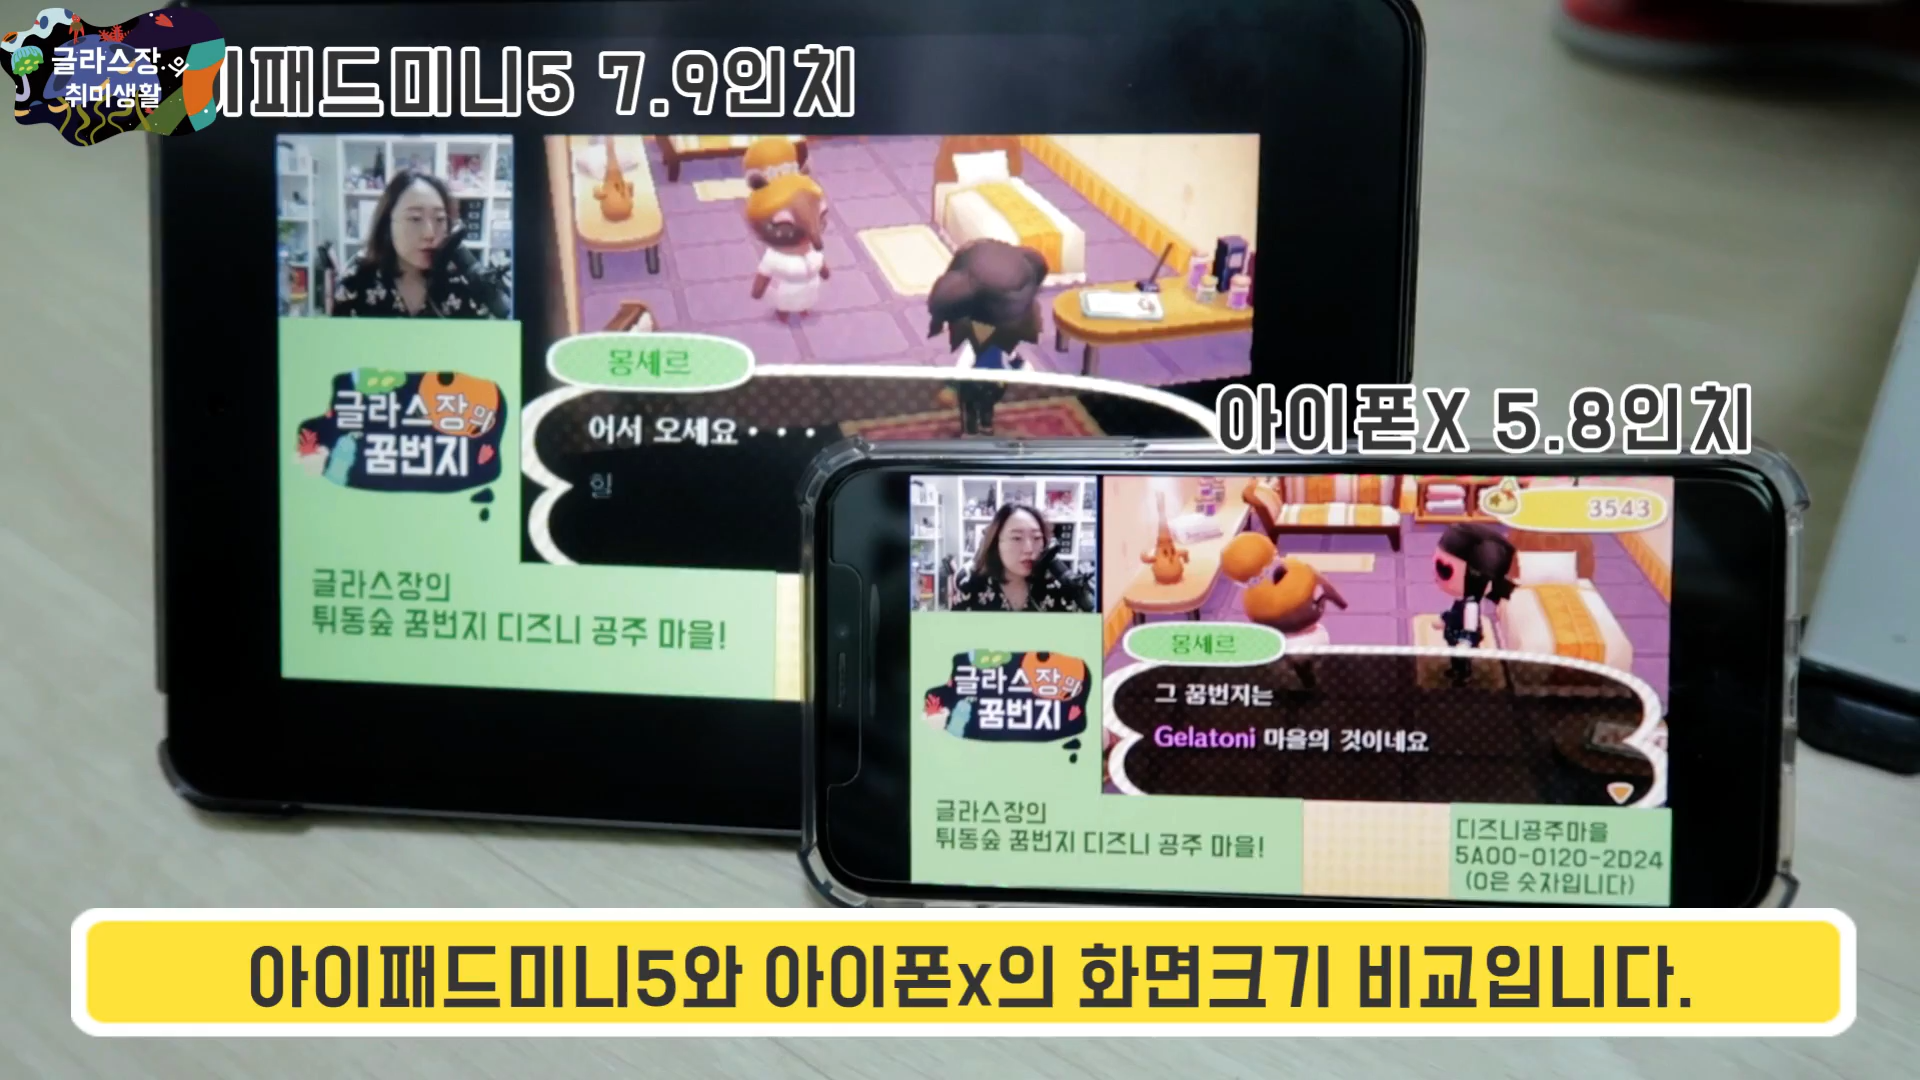 글라스장의
취미생활
이패드미니5 7.9인치
몽셰르
어서 오세요・・・
일
글라스장의
꿈번지
글라스장의
튀동숲 꿈번지 디즈니 공주 마을!
아이폰X 5.8인치
3543
몽셰르
그 꿈번지는
Gelatoni 마을의 것이네요
글라스장의
꿈번지
글라스장의
튀동숲 꿈번지 디즈니 공주 마을!
디즈니공주마을
5A00-0120-2D24
(0은 숫자입니다)
아이패드미니5와 아이폰x의 화면크기 비교입니다.